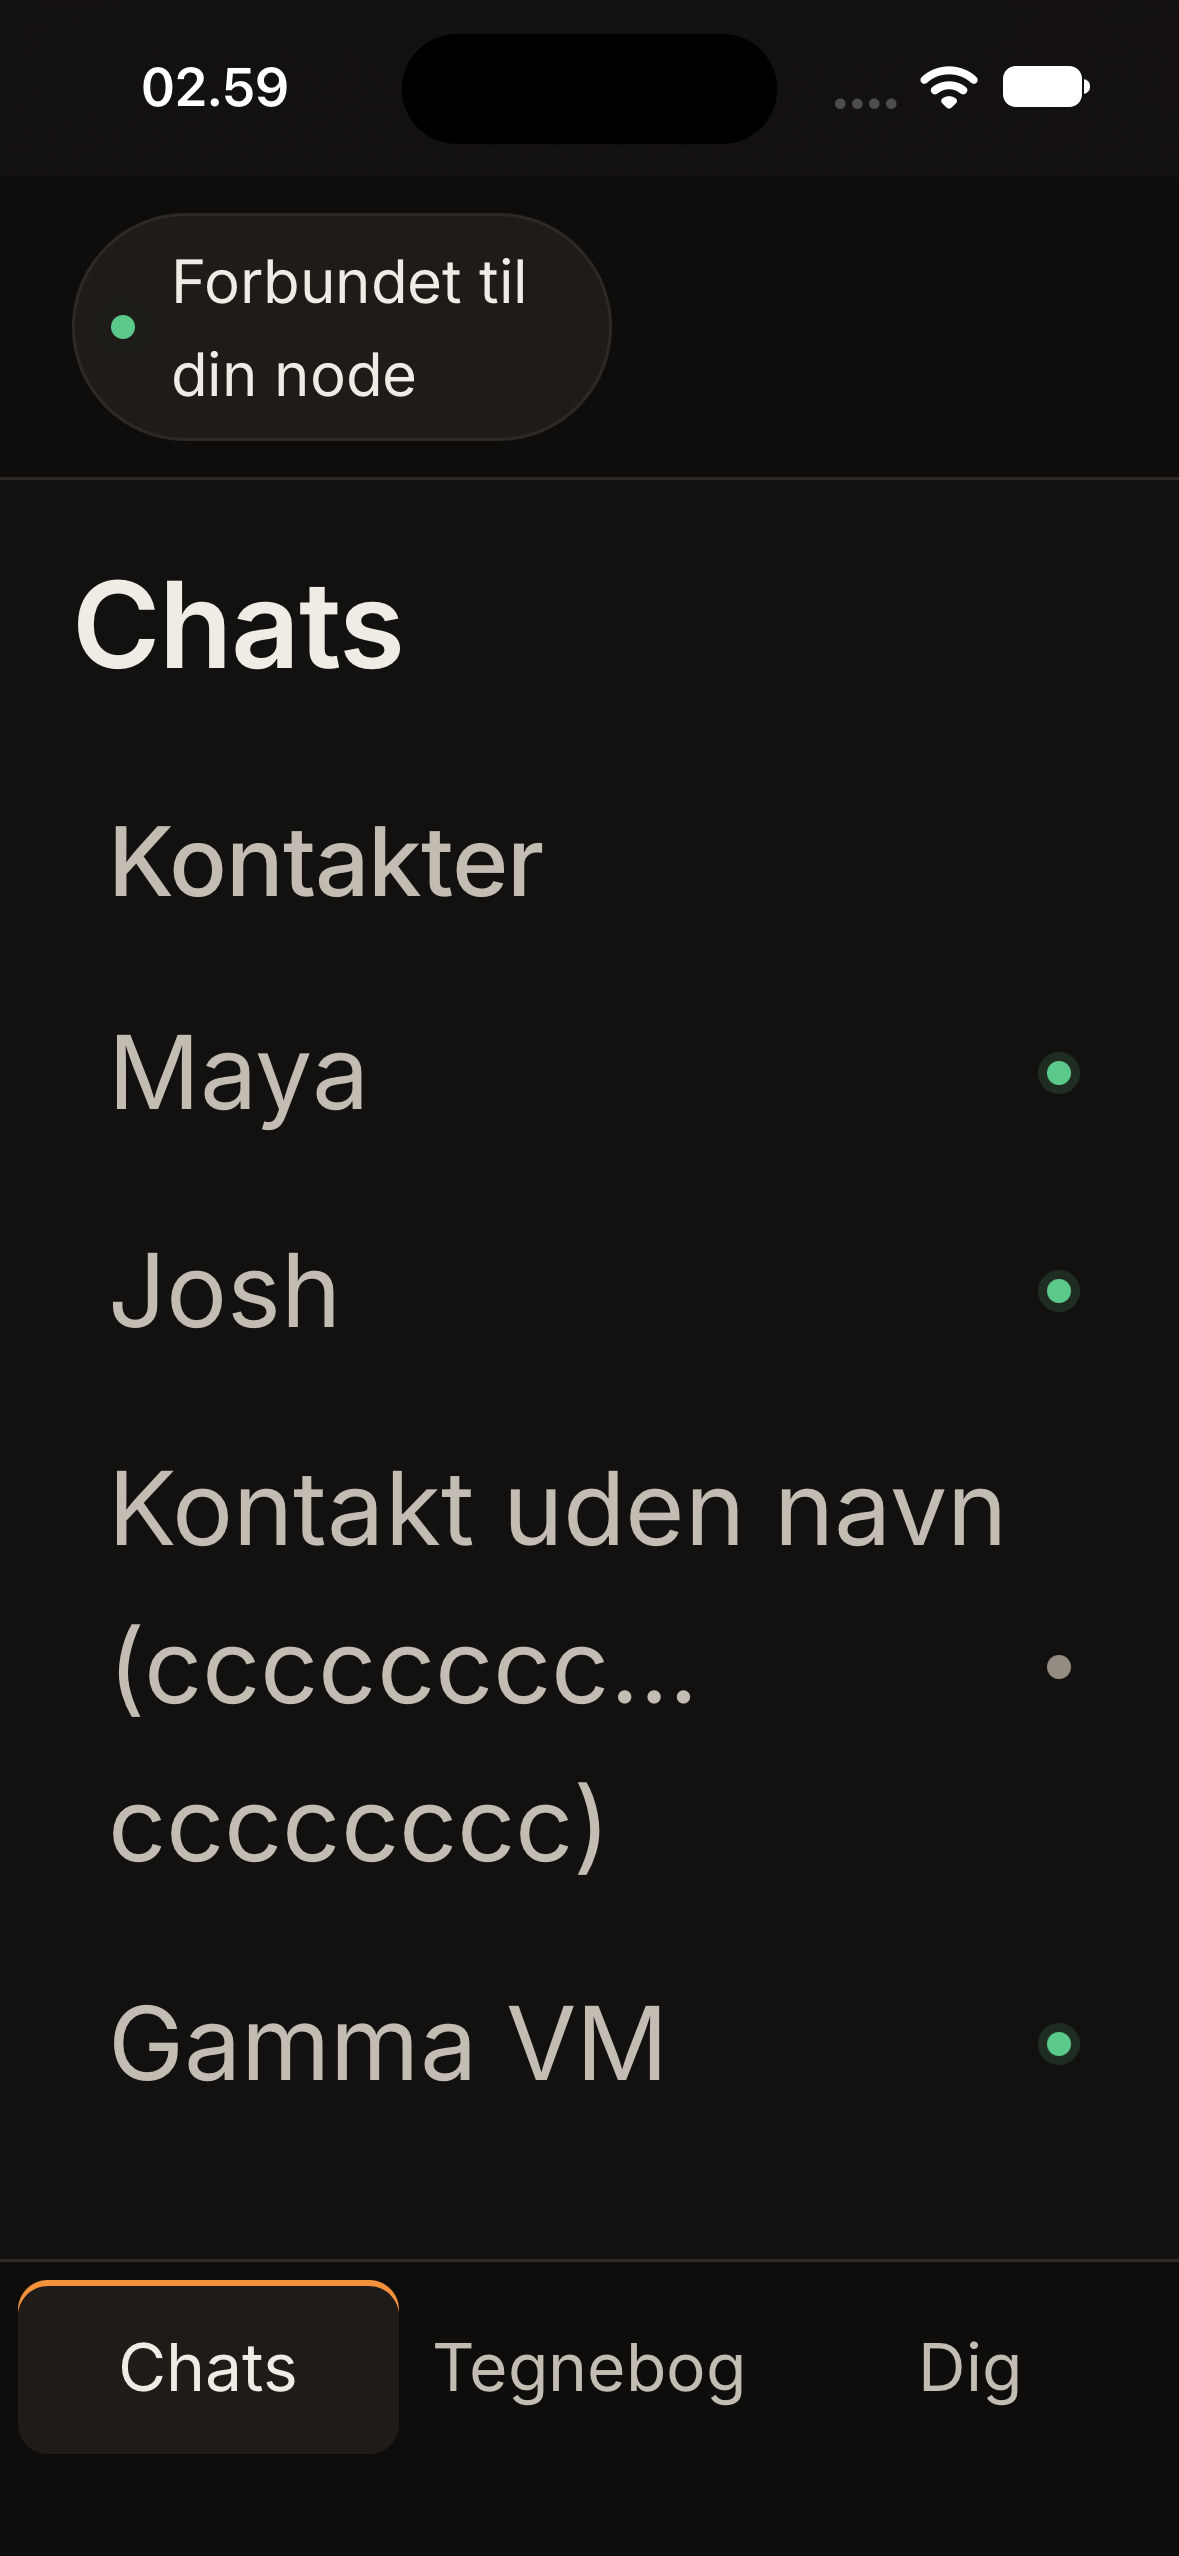 02.59
Forbundet til
din node
Chats
Kontakter
Maya
Josh
Kontakt uden navn
(cccccccc…
cccccccc)
Gamma VM
Chats
Tegnebog
Dig